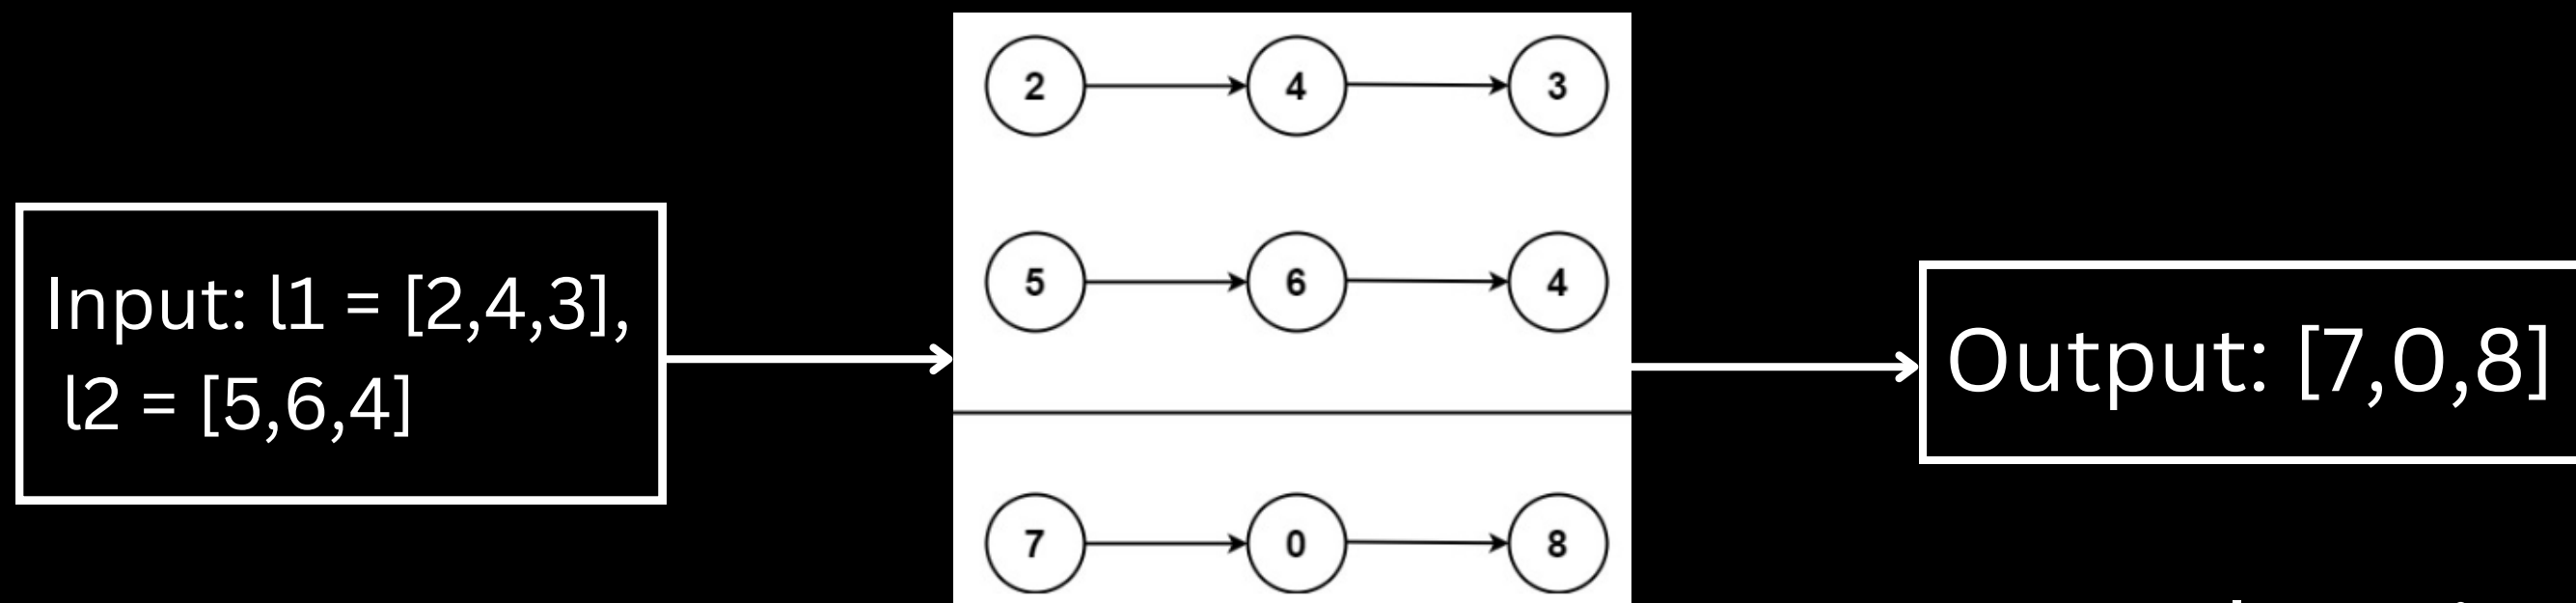 Input: l1 = [2,4,3],
l2 = [5,6,4]
2 4 3
5 6 4
7 0 8
Output: [7,0,8]